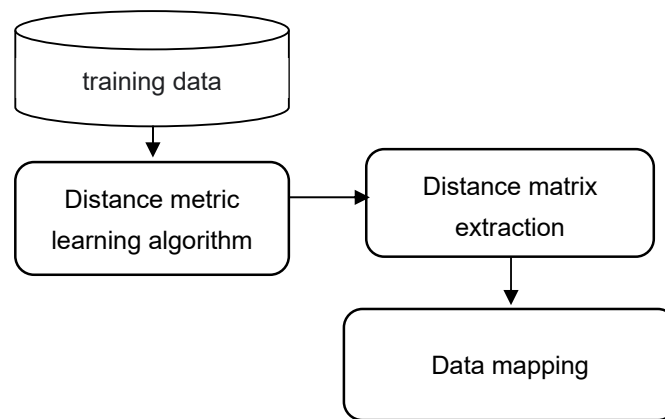 training data
Distance metric
learning algorithm
Distance matrix
extraction
Data mapping